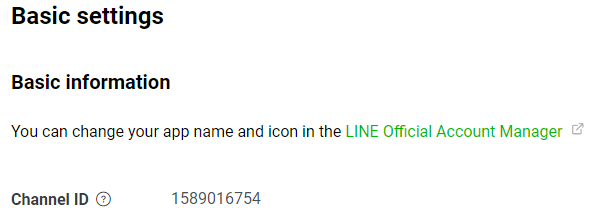 Basic settings
Basic information
You can change your app name and icon in the LINE Official Account Manager
Channel ID ? 1589016754